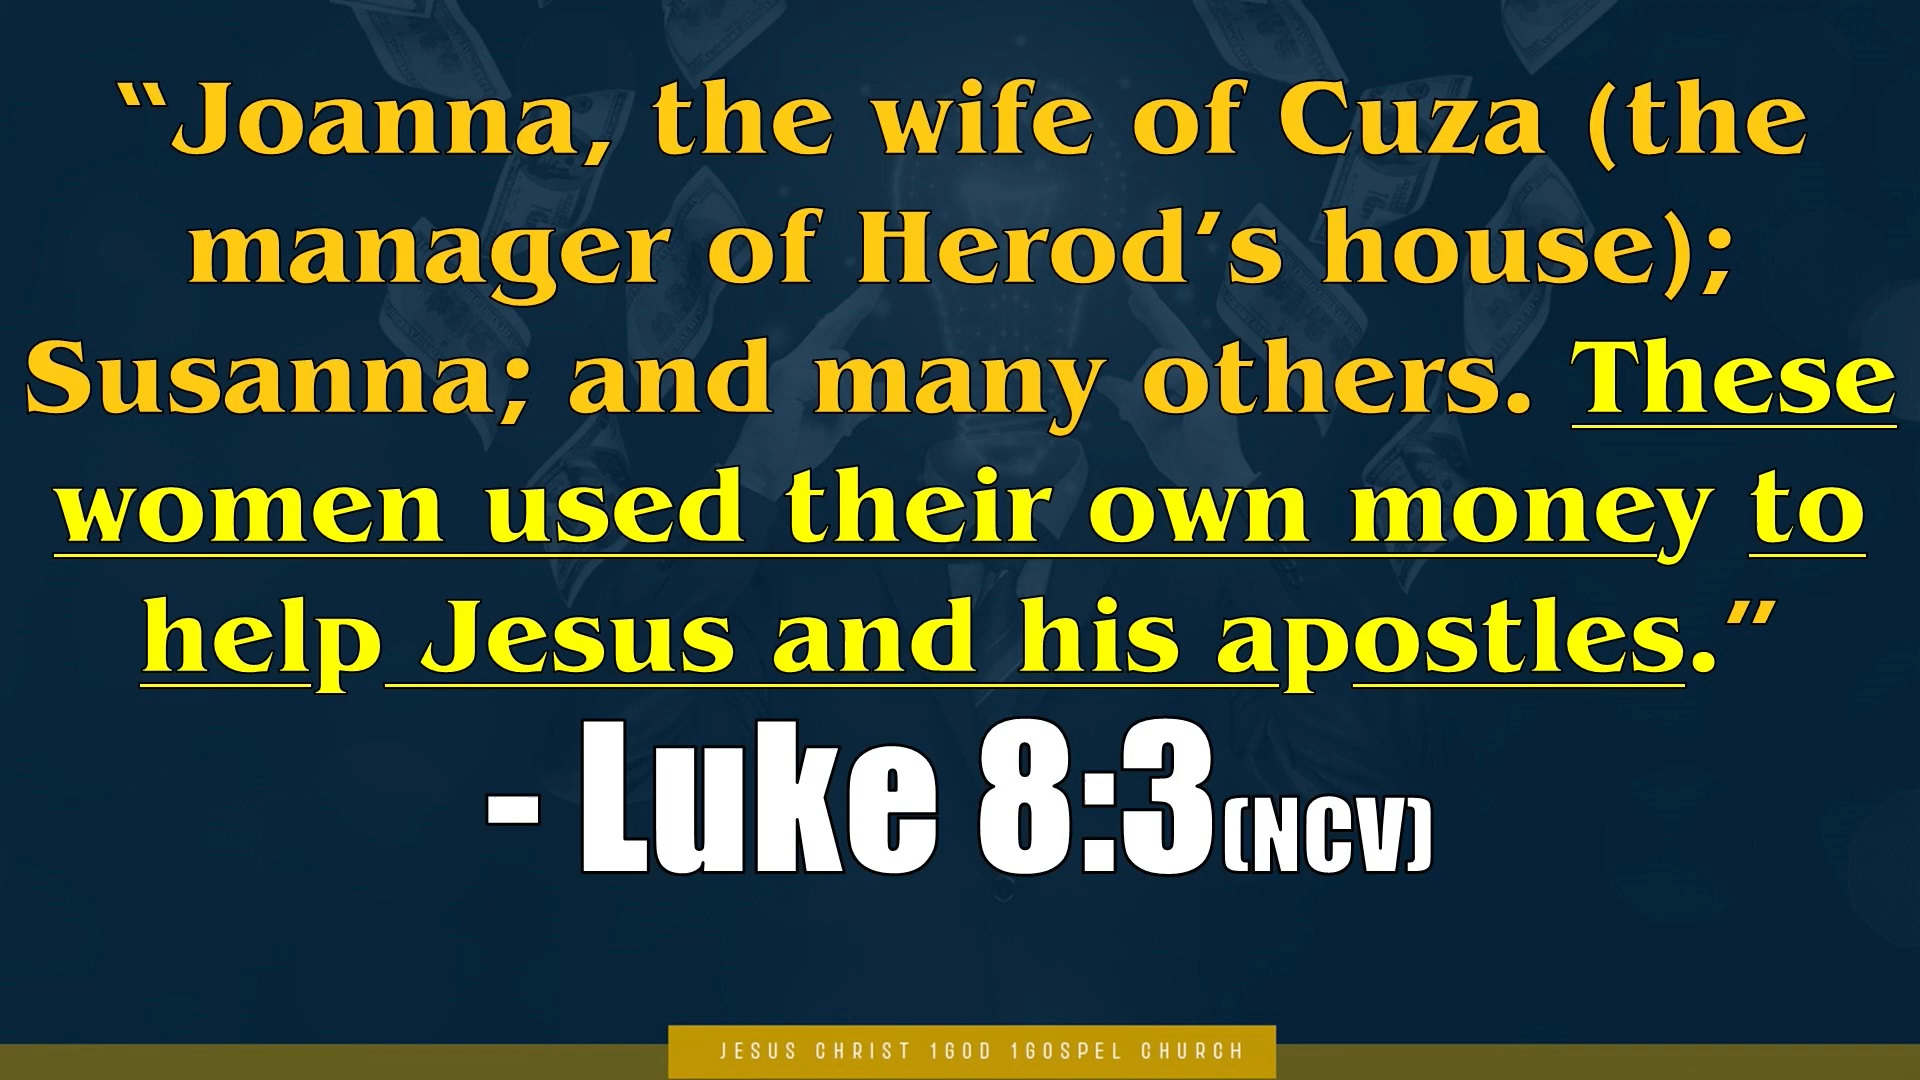 “Joanna, the wife of Cuza (the
manager of Herod’s house);
Susanna; and many others. These
women used their own money to
help Jesus and his apostles.”
- Luke 8:3(NCV)
JESUS CHRIST 1GOD 1GOSPEL CHURCH